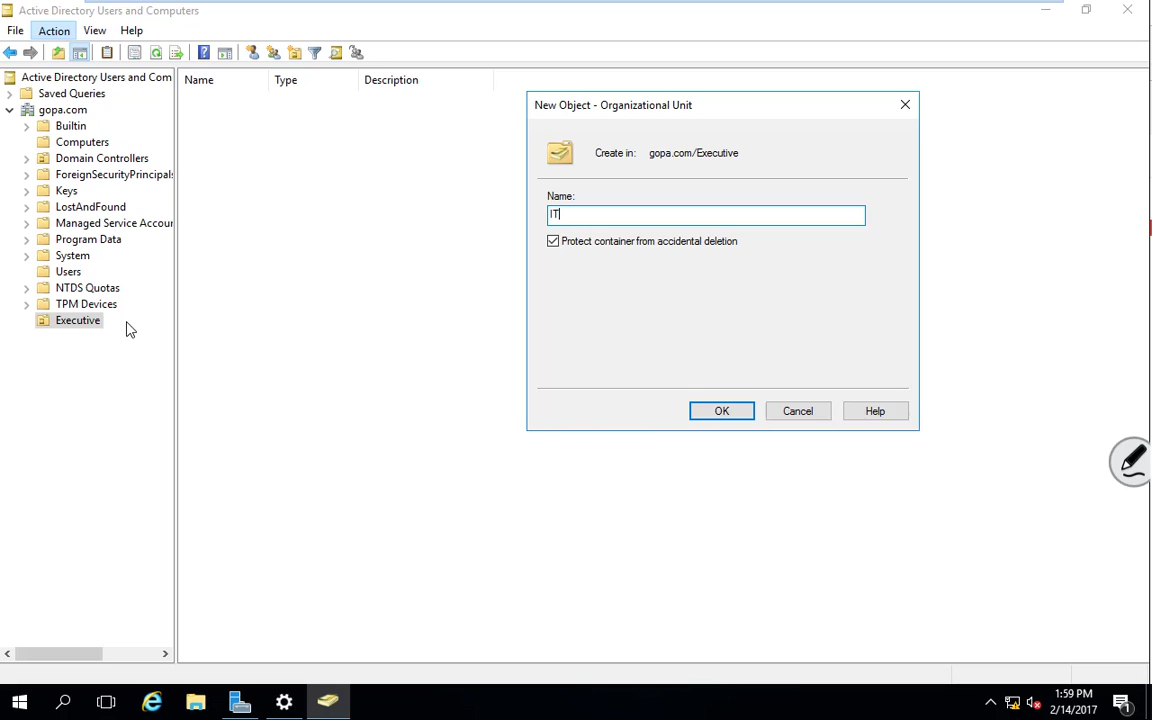 Active Directory Users and Computers
File Action View Help
Active Directory Users and Com
Saved Queries
gopa.com
Builtin
Computers
Domain Controllers
ForeignSecurityPrincipals
Keys
LostAndFound
Managed Service Accour
Program Data
System
Users
NTDS Quotas
TPM Devices
Executive
Name Type Description
New Object - Organizational Unit
Create in: gopa.com/Executive
Name:
IT
Protect container from accidental deletion
OK Cancel Help
1:59 PM
2/14/2017
1